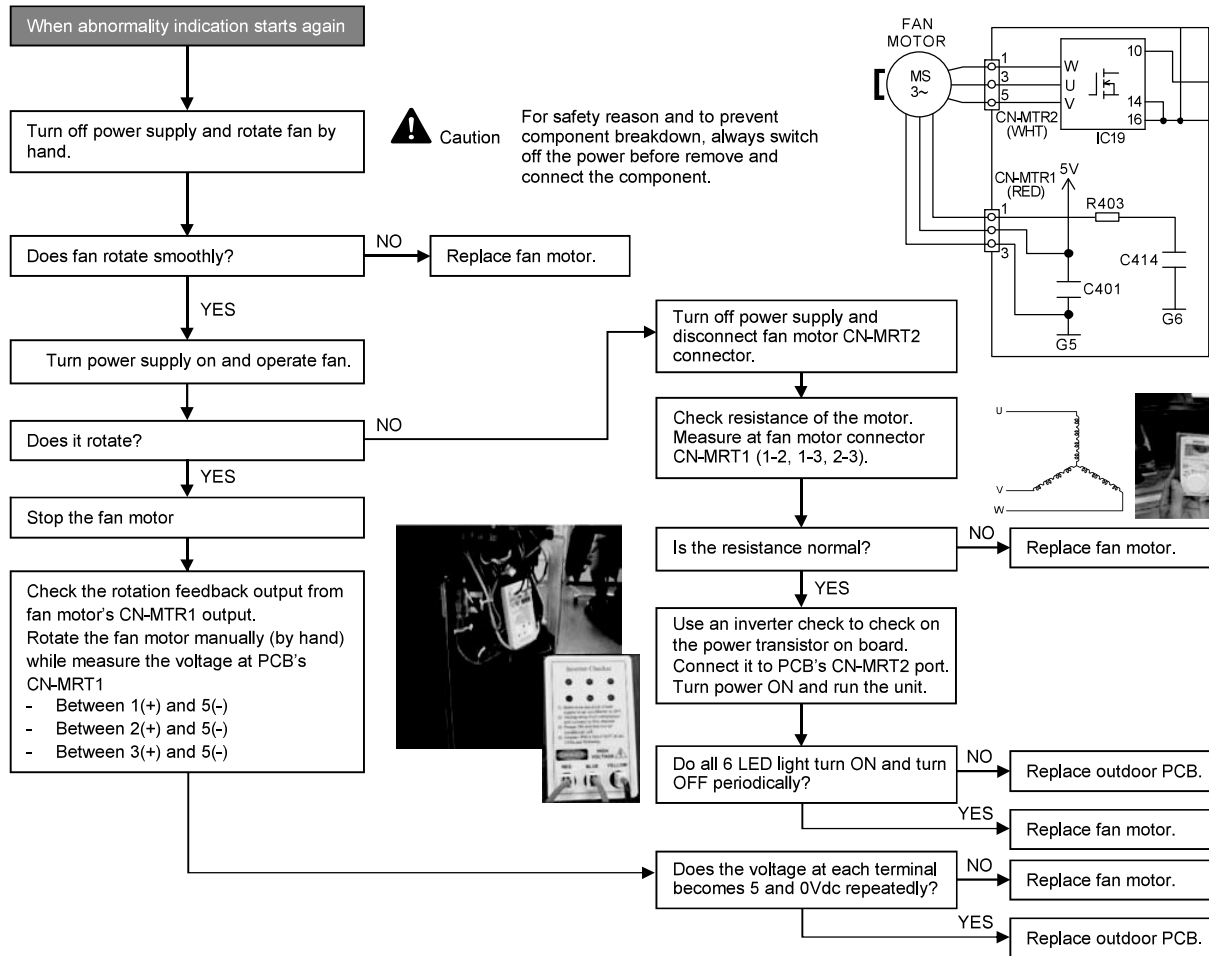 When abnormality indication starts again
Turn off power supply and rotate fan by
hand.
Caution
For safety reason and to prevent
component breakdown, always switch
off the power before remove and
connect the component.
Does fan rotate smoothly?
NO
Replace fan motor.
YES
Turn power supply on and operate fan.
Does it rotate?
NO
YES
Stop the fan motor
Check the rotation feedback output from
fan motor's CN-MTR1 output.
Rotate the fan motor manually (by hand)
while measure the voltage at PCB's
CN-MRT1
- Between 1(+) and 5(-)
- Between 2(+) and 5(-)
- Between 3(+) and 5(-)
Turn off power supply and
disconnect fan motor CN-MRT2
connector.
Check resistance of the motor.
Measure at fan motor connector
CN-MRT1 (1-2, 1-3, 2-3).
Is the resistance normal?
NO
Replace fan motor.
YES
Use an inverter check to check on
the power transistor on board.
Connect it to PCB's CN-MRT2 port.
Turn power ON and run the unit.
Do all 6 LED light turn ON and turn
OFF periodically?
NO
Replace outdoor PCB.
YES
Replace fan motor.
Does the voltage at each terminal
becomes 5 and 0Vdc repeatedly?
NO
Replace fan motor.
YES
Replace outdoor PCB.
FAN
MOTOR
MS
3~
1
3
5
W
U
V
10
14
16
CN-MTR2
(WHT)
IC19
CN-MTR1
(RED)
5V
1
3
R403
C414
C401
G6
G5
U
V
W
Inverter Checker
HIGH
VOLTAGE
RED BLUE YELLOW